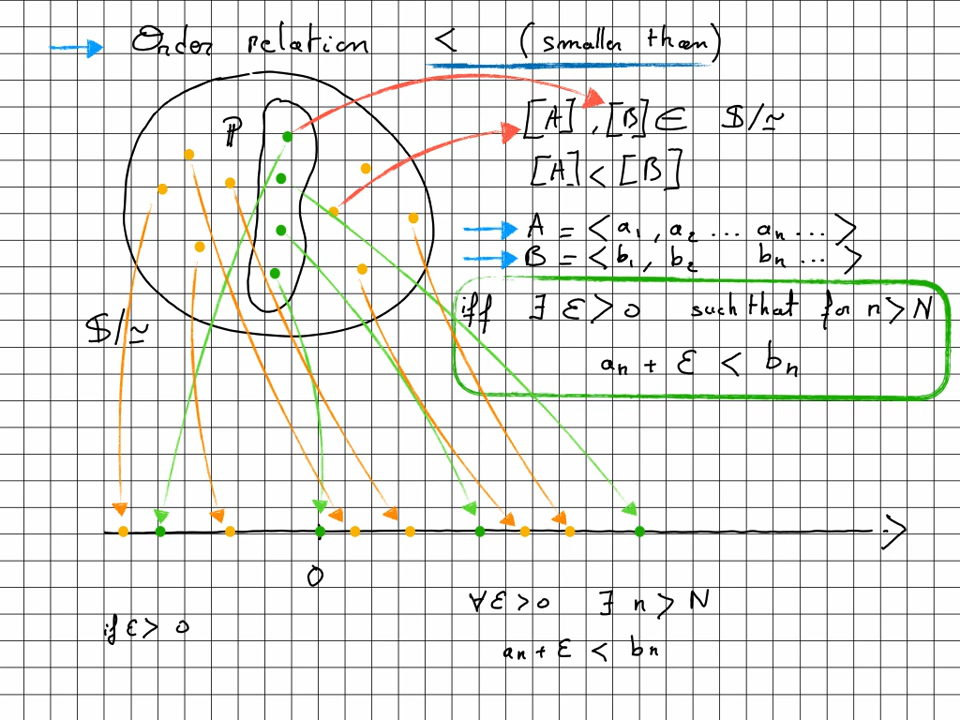 Order relation < (smaller than)
ℙ
[A] , [B] ∈ $/≃
[A] < [B]
A = < a₁ , a₂ ... aₙ ... >
B = < b₁ , b₂ bₙ ... >
$/≃
iff ∃ ε > 0 such that for n > N
aₙ + ε < bₙ
0
∀ε > 0 ∃ n > N
if ε > 0
aₙ + ε < bₙ